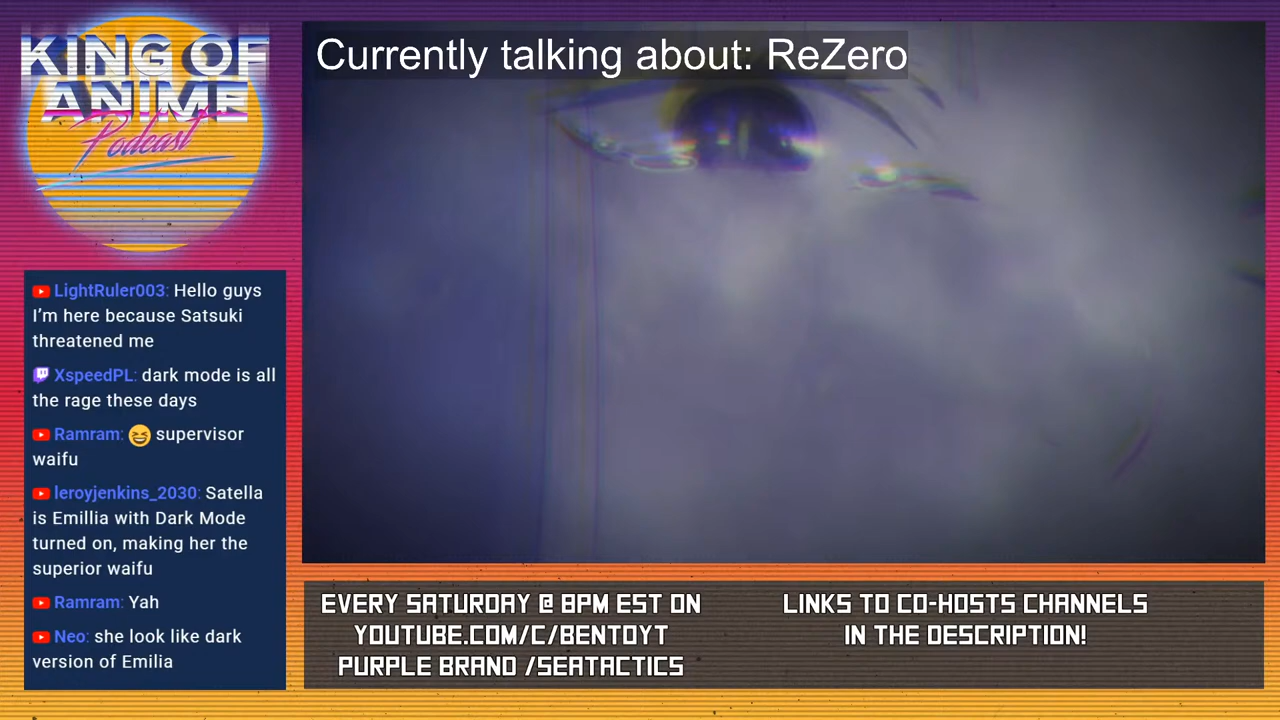 KING OF
ANIME
Podcast
Currently talking about: ReZero
LightRuler003: Hello guys
I'm here because Satsuki
threatened me
XspeedPL: dark mode is all
the rage these days
Ramram: 😆 supervisor
waifu
leroyjenkins_2030: Satella
is Emillia with Dark Mode
turned on, making her the
superior waifu
Ramram: Yah
Neo: she look like dark
version of Emilia
EVERY SATURDAY @ 8PM EST ON
YOUTUBE.COM/C/BENTOYT
PURPLE BRAND /SEATACTICS
LINKS TO CO-HOSTS CHANNELS
IN THE DESCRIPTION!